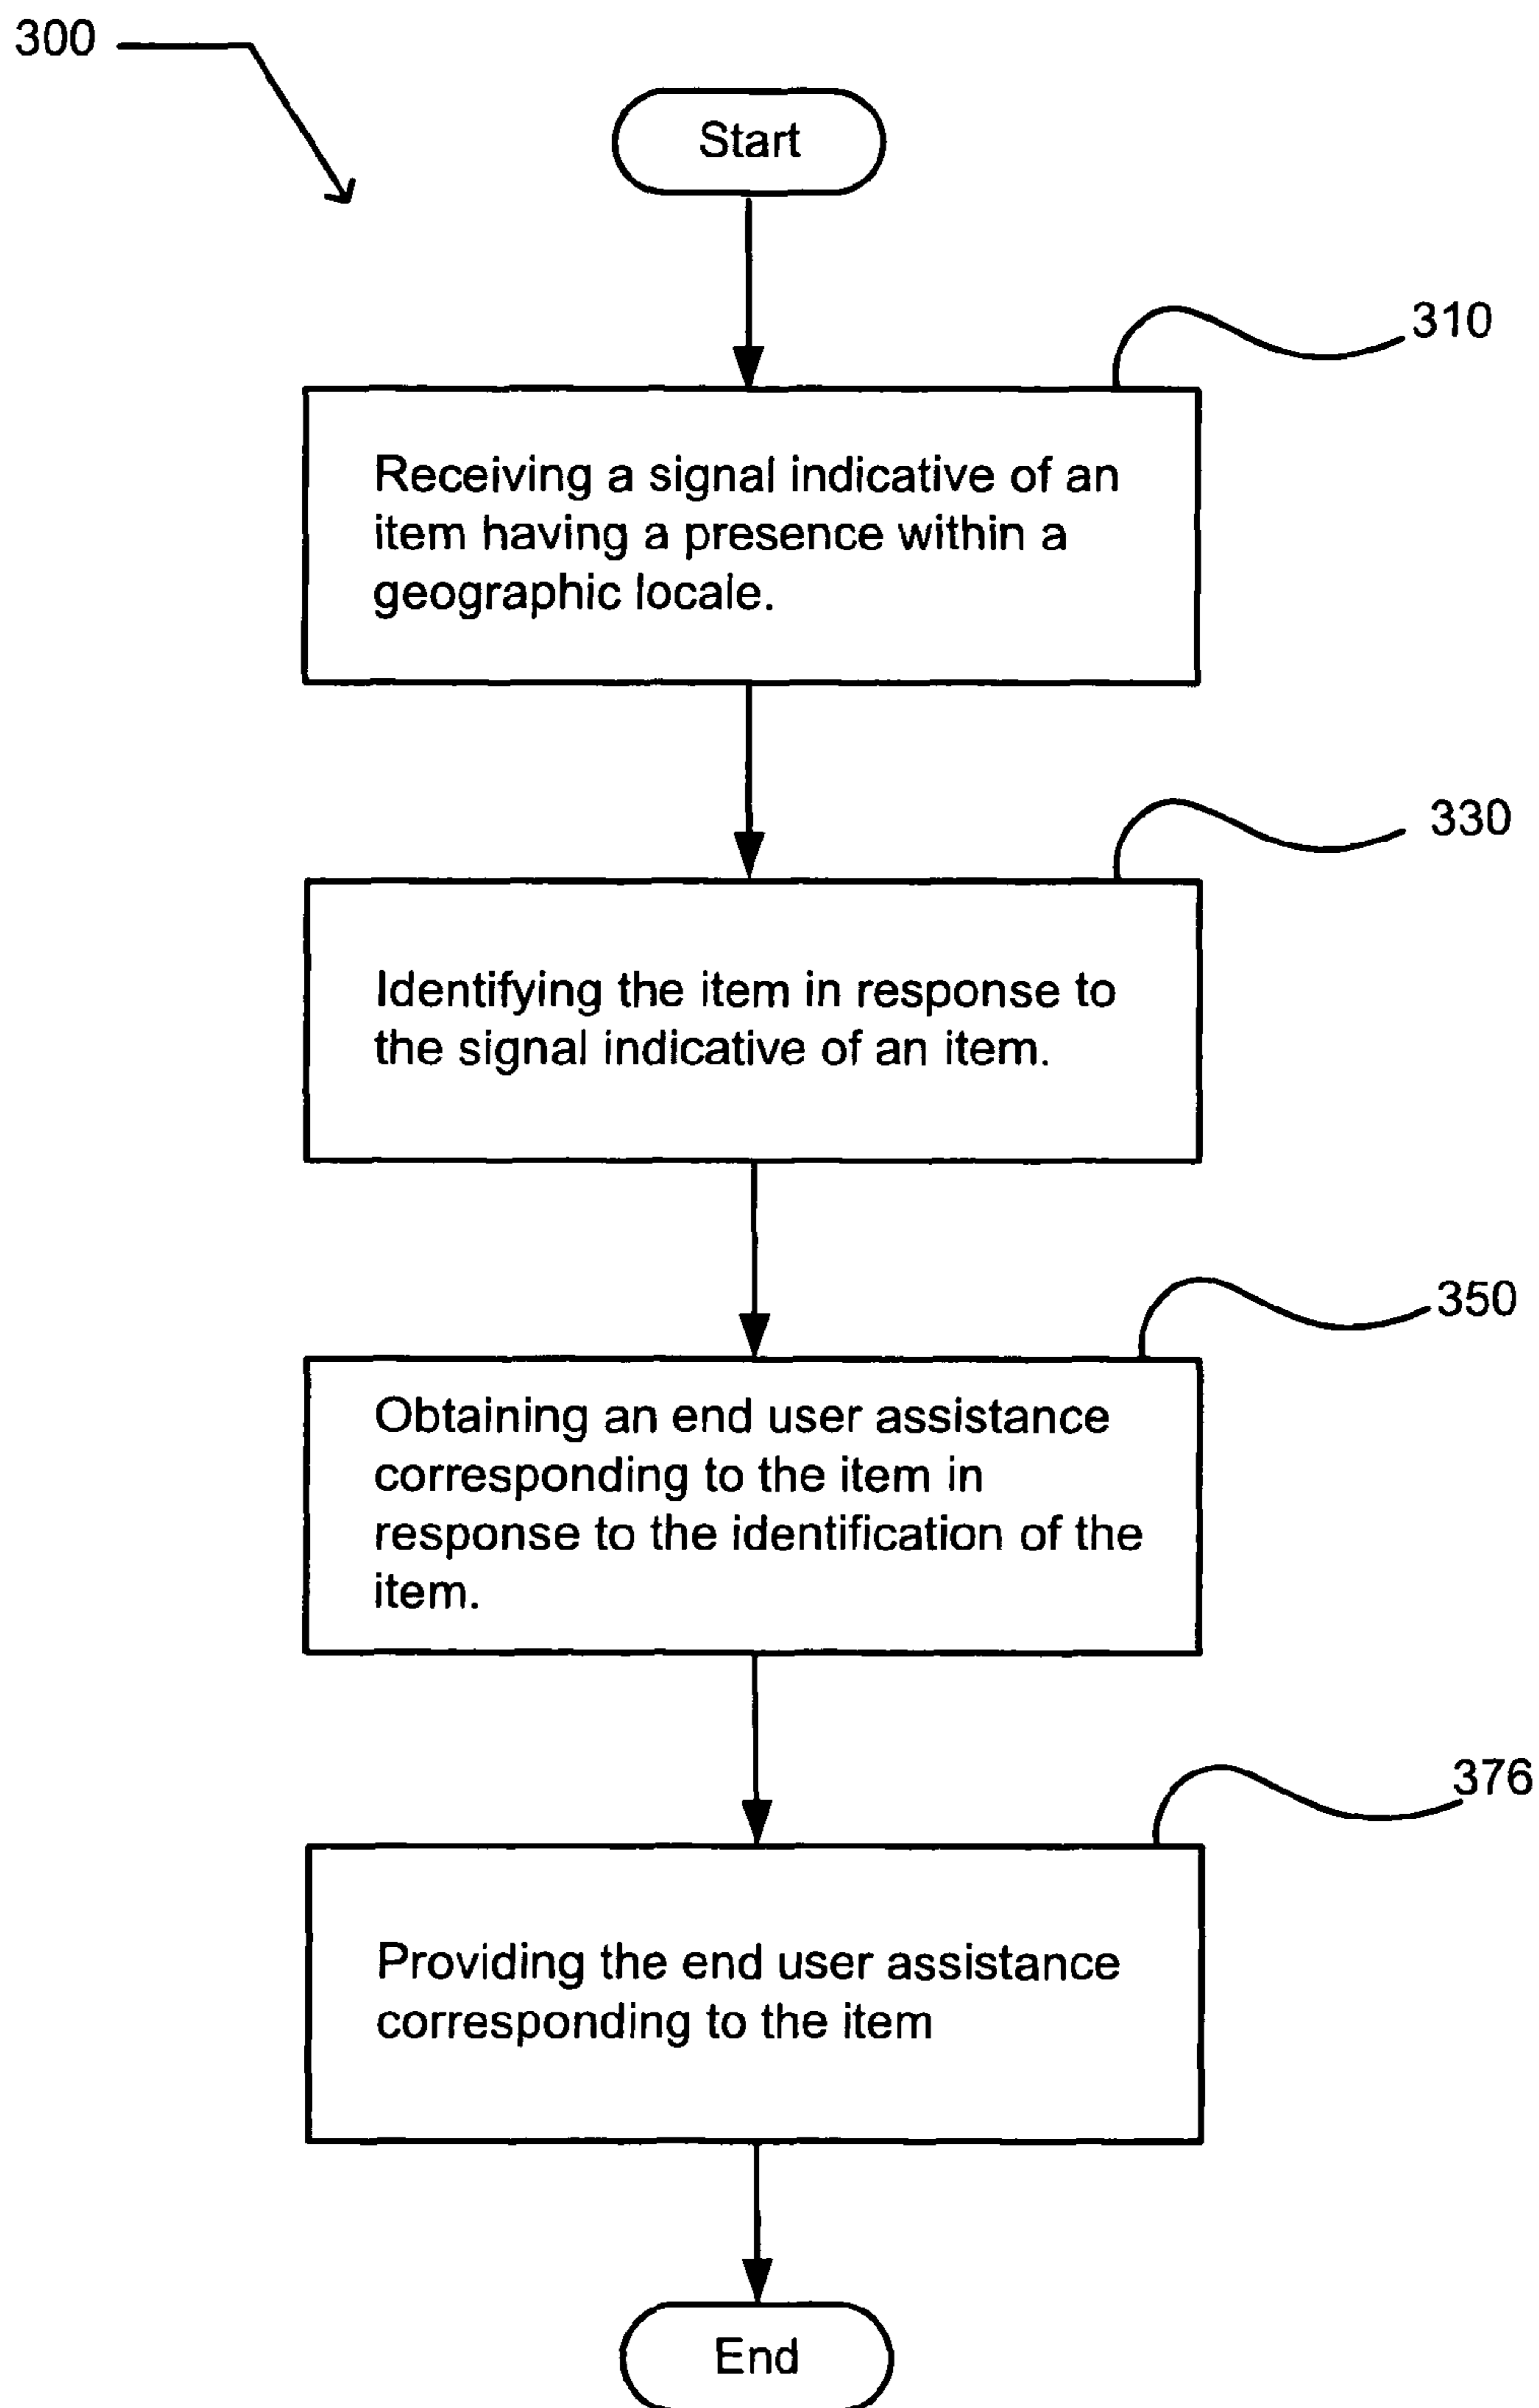 300
Start
310
Receiving a signal indicative of an
item having a presence within a
geographic locale.
330
Identifying the item in response to
the signal indicative of an item.
350
Obtaining an end user assistance
corresponding to the item in
response to the identification of the
item.
376
Providing the end user assistance
corresponding to the item
End